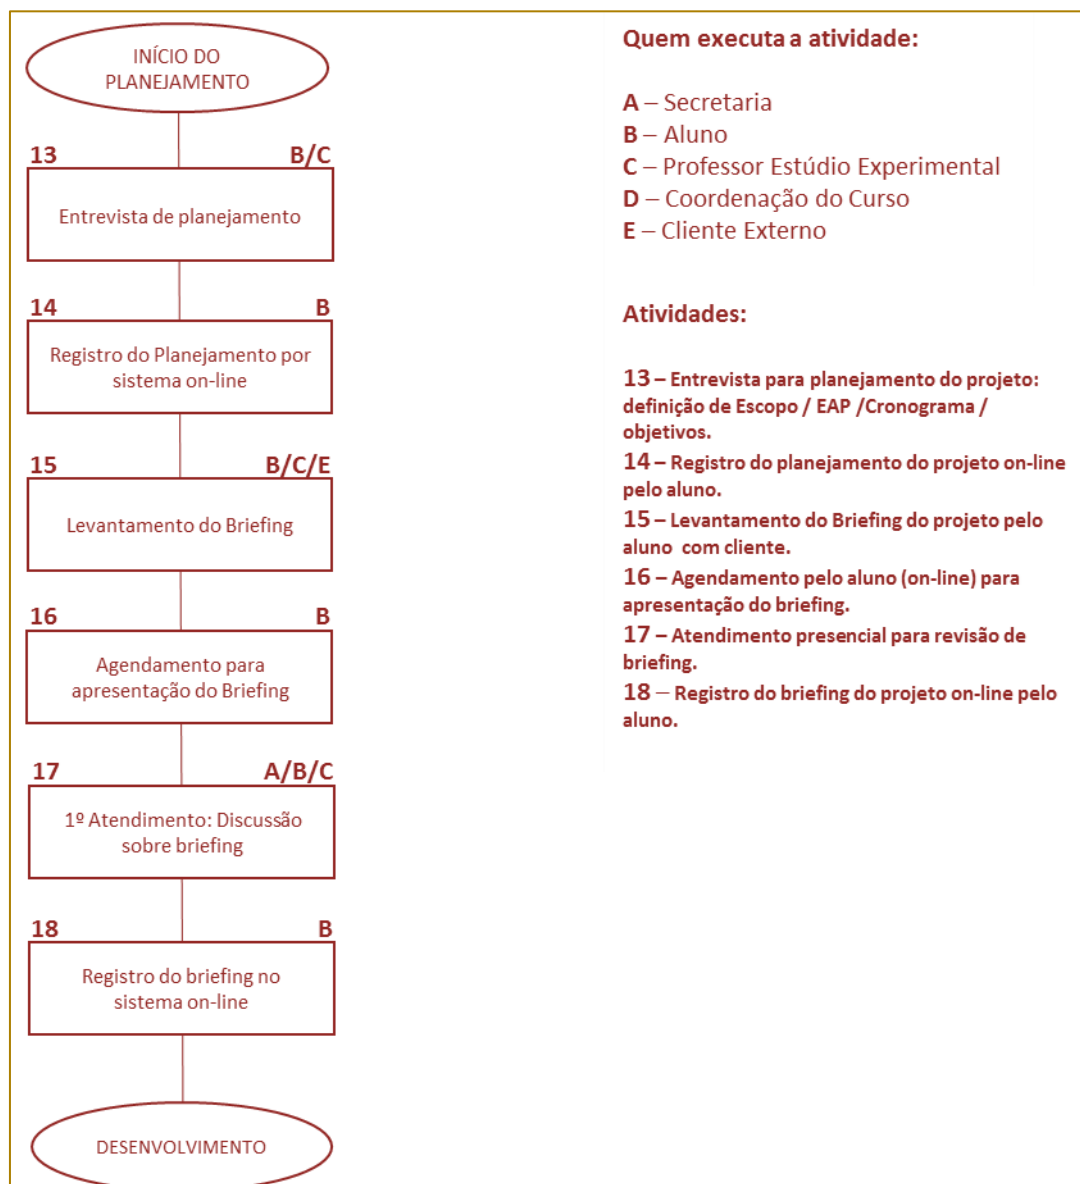 INÍCIO DO
PLANEJAMENTO
13 B/C
Entrevista de planejamento
14 B
Registro do Planejamento por
sistema on-line
15 B/C/E
Levantamento do Briefing
16 B
Agendamento para
apresentação do Briefing
17 A/B/C
1º Atendimento: Discussão
sobre briefing
18 B
Registro do briefing no
sistema on-line
DESENVOLVIMENTO
Quem executa a atividade:
A – Secretaria
B – Aluno
C – Professor Estúdio Experimental
D – Coordenação do Curso
E – Cliente Externo
Atividades:
13 – Entrevista para planejamento do projeto:
definição de Escopo / EAP /Cronograma /
objetivos.
14 – Registro do planejamento do projeto on-line
pelo aluno.
15 – Levantamento do Briefing do projeto pelo
aluno com cliente.
16 – Agendamento pelo aluno (on-line) para
apresentação do briefing.
17 – Atendimento presencial para revisão de
briefing.
18 – Registro do briefing do projeto on-line pelo
aluno.